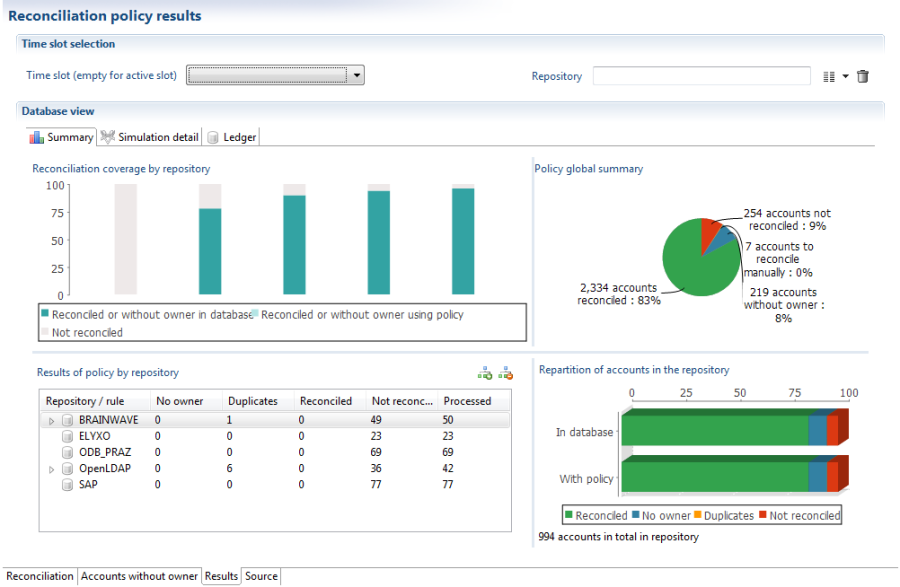 Reconciliation policy results
Time slot selection
Time slot (empty for active slot)
Repository
Database view
Summary
Simulation detail
Ledger
Reconciliation coverage by repository
100
75
50
25
0
Reconciled or without owner in database
Reconciled or without owner using policy
Not reconciled
Policy global summary
254 accounts not
reconciled : 9%
7 accounts to
reconcile
manually : 0%
219 accounts
without owner :
8%
2,334 accounts
reconciled : 83%
Results of policy by repository
Repository / rule No owner Duplicates Reconciled Not reconc... Processed
BRAINWAVE 0 1 0 49 50
ELYXO 0 0 0 23 23
ODB_PRAZ 0 0 0 69 69
OpenLDAP 0 6 0 36 42
SAP 0 0 0 77 77
Repartition of accounts in the repository
0 25 50 75 100
In database
With policy
Reconciled No owner Duplicates Not reconciled
994 accounts in total in repository
Reconciliation Accounts without owner Results Source